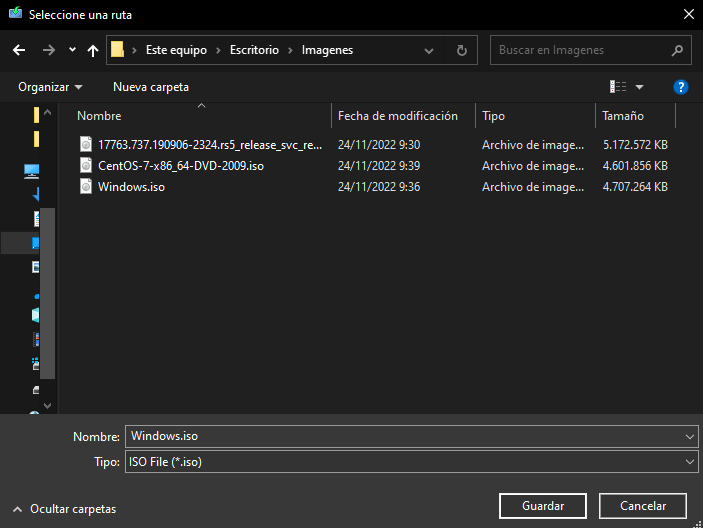 Seleccione una ruta
Este equipo > Escritorio > Imagenes
Buscar en Imagenes
Organizar Nueva carpeta ?
Nombre Fecha de modificación Tipo Tamaño
17763.737.190906-2324.rs5_release_svc_re... 24/11/2022 9:30 Archivo de image... 5.172.572 KB
CentOS-7-x86_64-DVD-2009.iso 24/11/2022 9:39 Archivo de image... 4.601.856 KB
Windows.iso 24/11/2022 9:36 Archivo de image... 4.707.264 KB
Nombre: Windows.iso
Tipo: ISO File (*.iso)
Ocultar carpetas Guardar Cancelar